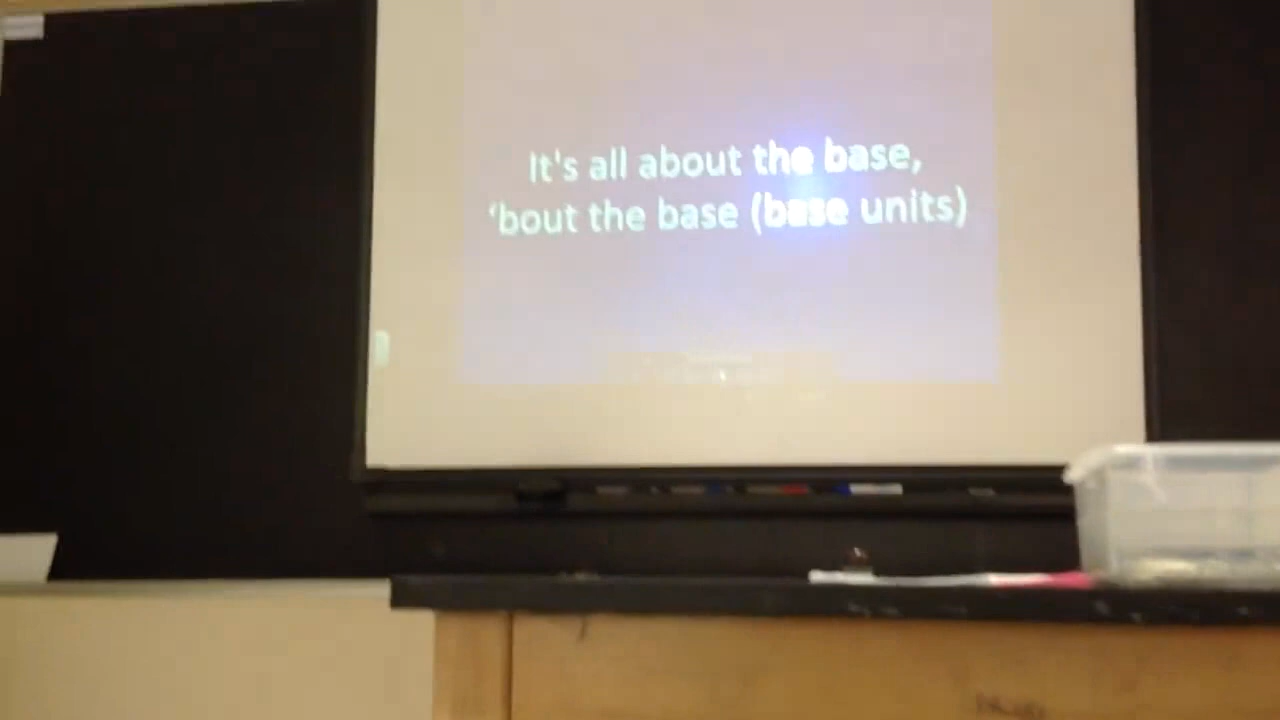 It's all about the base,
‘bout the base (base units)